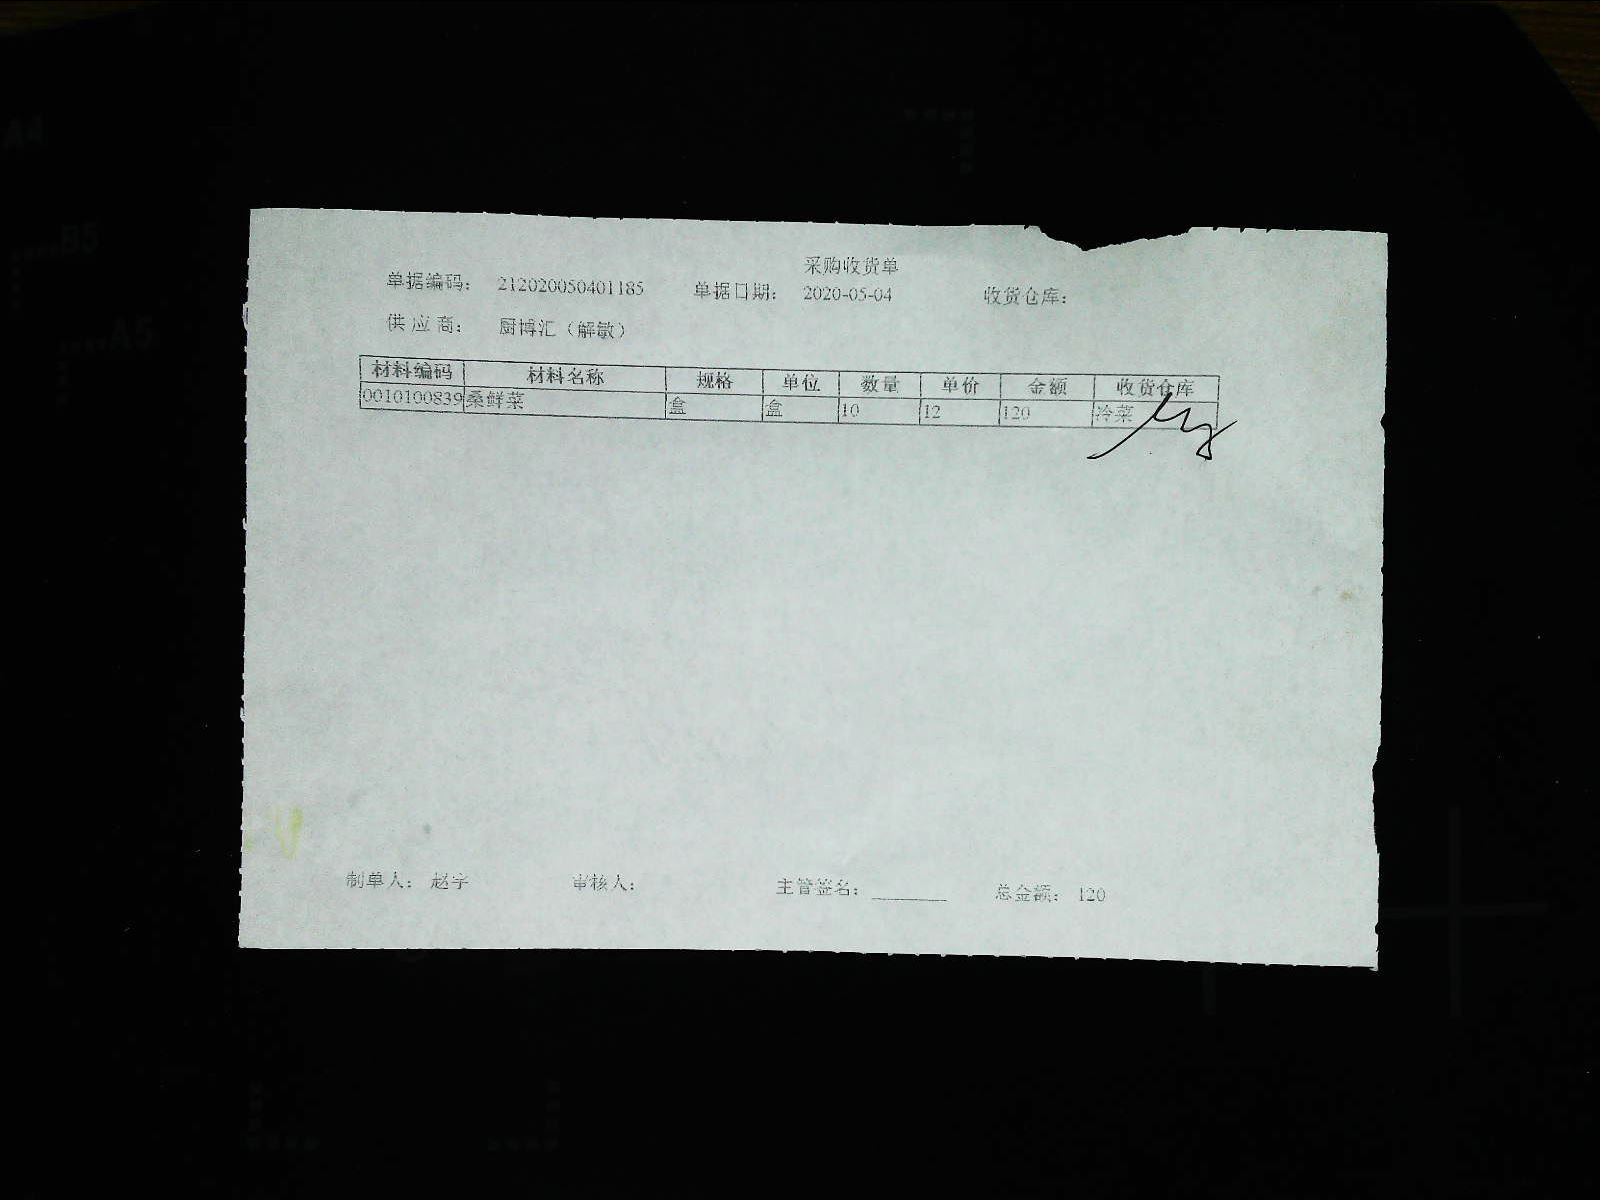 采购收货单
单据编码： 212020050401185 单据日期： 2020-05-04 收货仓库：
供应商： 厨博汇（解敏）
材料编码 材料名称 规格 单位 数量 单价 金额 收货仓库
0010100839 桑鲜菜 盒 盒 10 12 120 冷菜
制单人： 赵宇 审核人： 主管签名： 总金额： 120
A4
B5
A5